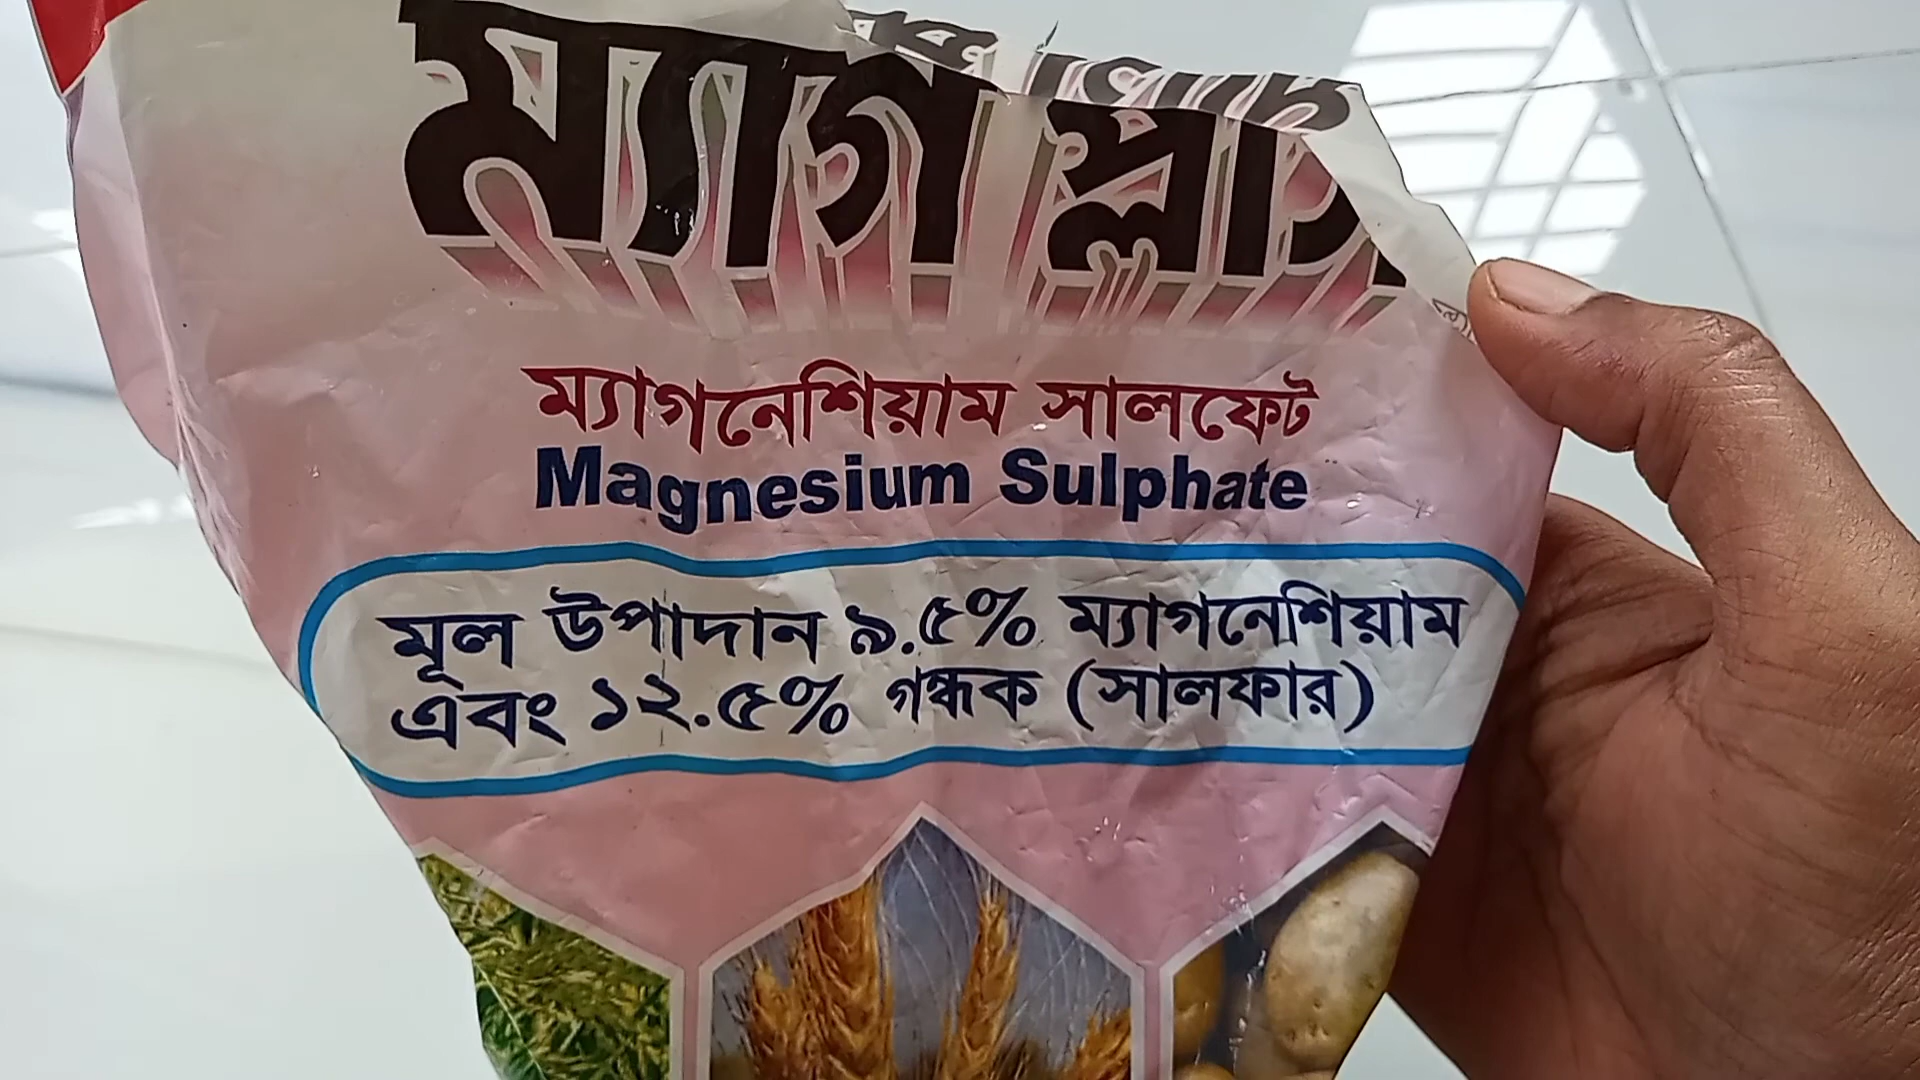 ম্যাগ প্লাস
ম্যাগনেশিয়াম সালফেট
Magnesium Sulphate
মূল উপাদান ৯.৫% ম্যাগনেশিয়াম
এবং ১২.৫% গন্ধক (সালফার)